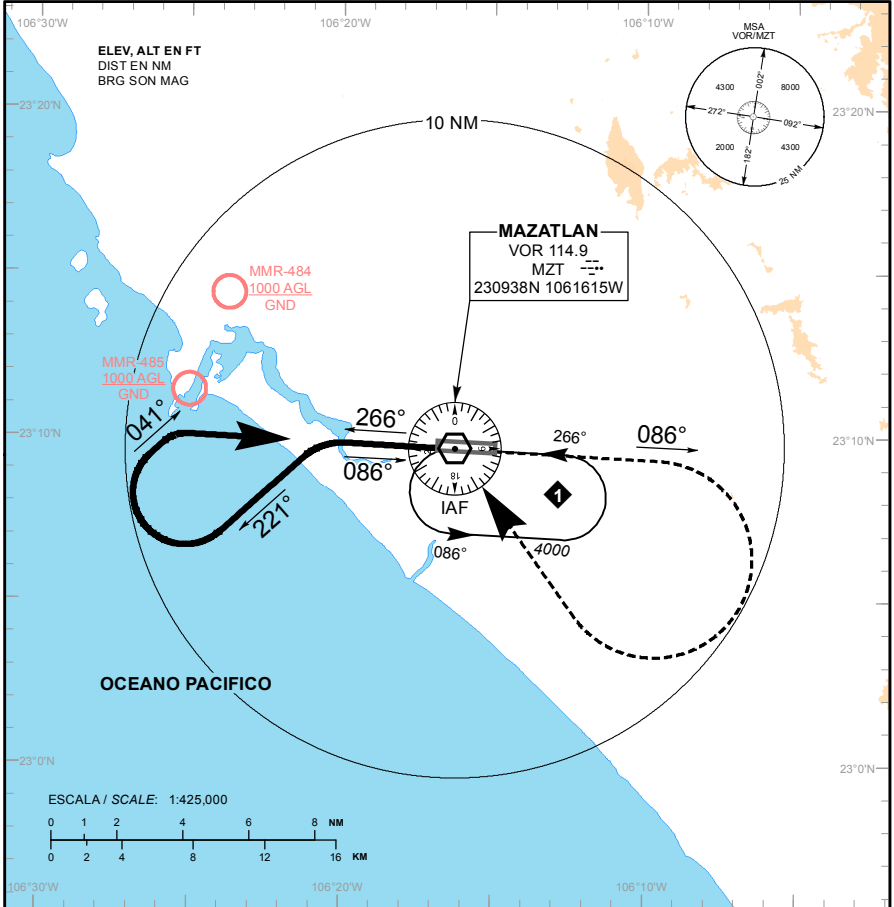 106°30'W
106°20'W
106°10'W
ELEV, ALT EN FT
DIST EN NM
BRG SON MAG
MSA
VOR/MZT
4300
002°
8000
272°
092°
2000
182°
4300
25 NM
23°20'N
23°20'N
10 NM
MAZATLAN
VOR 114.9
MZT
230938N 1061615W
MMR-484
1000 AGL
GND
MMR-485
1000 AGL
GND
041°
266°
086°
221°
23°10'N
23°10'N
0
9
18
IAF
266°
086°
1
086°
4000
OCEANO PACIFICO
23°0'N
23°0'N
ESCALA / SCALE: 1:425,000
0 1 2 4 6 8 NM
0 2 4 8 12 16 KM
106°30'W
106°20'W
106°10'W